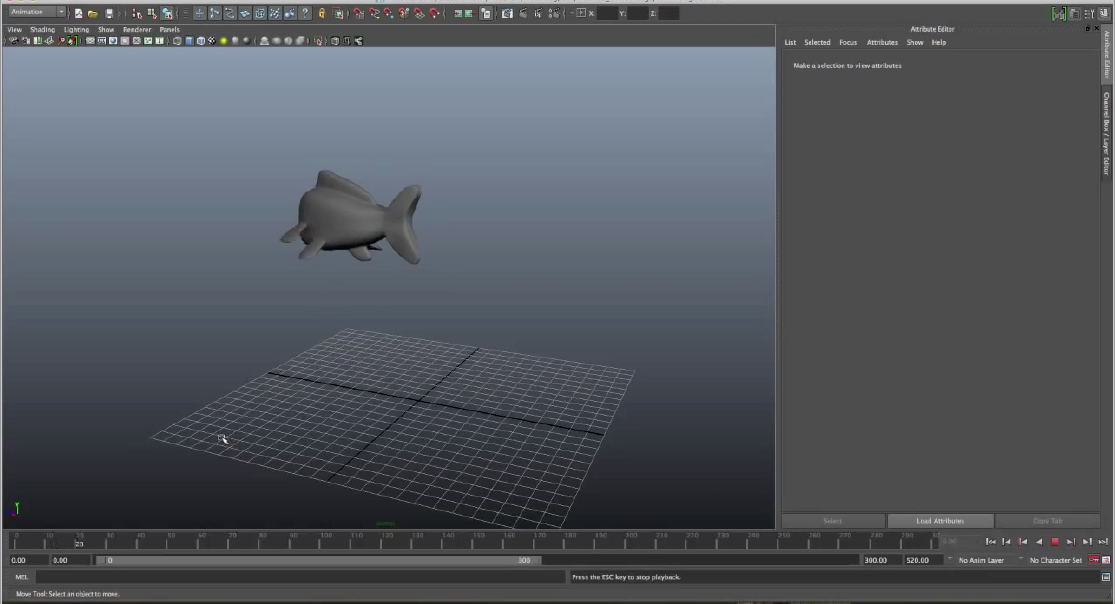 Animation
X: Y: Z:
View Shading Lighting Show Renderer Panels
Attribute Editor
List Selected Focus Attributes Show Help
Make a selection to view attributes
Attribute Editor
Channel Box / Layer Editor
Select Load Attributes Copy Tab
0 10 20 30 40 50 60 70 80 90 100 110 120 130 140 150 160 170 180 190 200 210 220 230 240 250 260 270 280 290
20
0.00 0.00 0 300 300.00 520.00 No Anim Layer No Character Set
MEL Press the ESC key to stop playback.
Move Tool: Select an object to move.